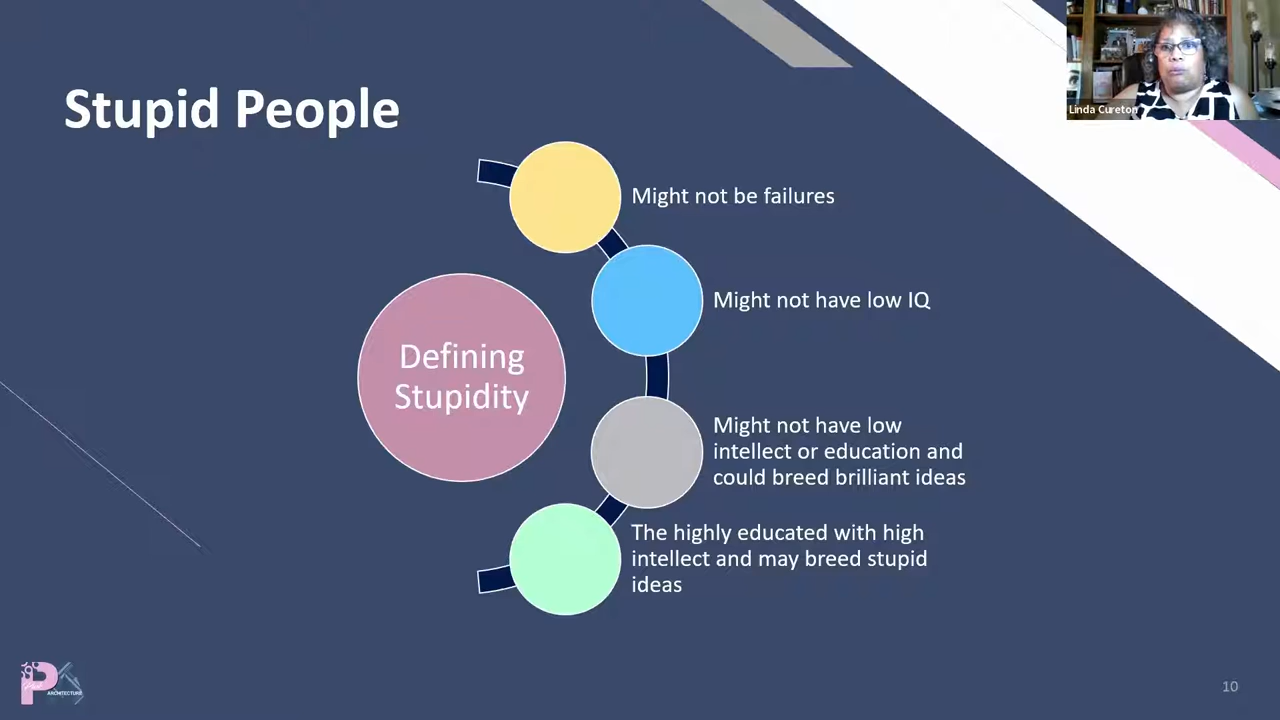 Stupid People
Linda Cureton
Might not be failures
Might not have low IQ
Defining
Stupidity
Might not have low
intellect or education and
could breed brilliant ideas
The highly educated with high
intellect and may breed stupid
ideas
P
ARCHITECTURE
10